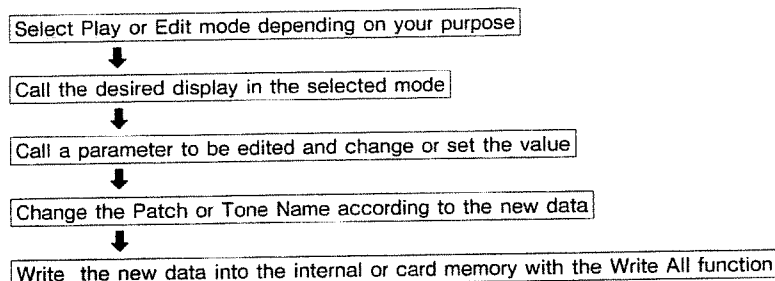 Select Play or Edit mode depending on your purpose
Call the desired display in the selected mode
Call a parameter to be edited and change or set the value
Change the Patch or Tone Name according to the new data
Write the new data into the internal or card memory with the Write All function